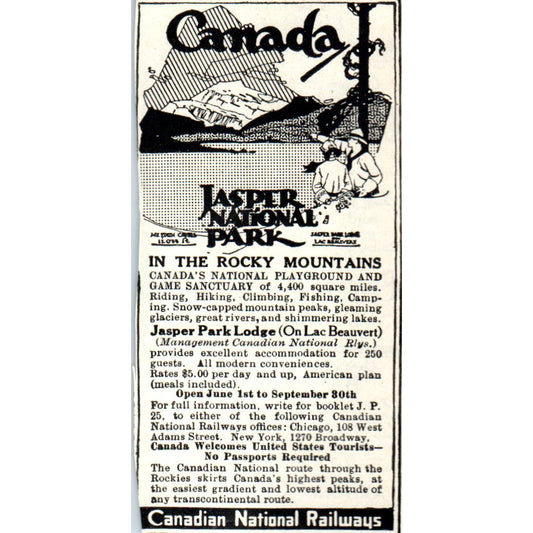 Canada
JASPER
NATIONAL
PARK
MT. EDITH CAVELL
11,033 Ft.
JASPER PARK LODGE
LAC BEAUVERT
IN THE ROCKY MOUNTAINS
CANADA'S NATIONAL PLAYGROUND AND
GAME SANCTUARY of 4,400 square miles.
Riding, Hiking, Climbing, Fishing, Camp-
ing. Snow-capped mountain peaks, gleaming
glaciers, great rivers, and shimmering lakes.
Jasper Park Lodge (On Lac Beauvert)
(Management Canadian National Rlys.)
provides excellent accommodation for 250
guests. All modern conveniences.
Rates $5.00 per day and up, American plan
(meals included).
Open June 1st to September 30th
For full information, write for booklet J. P.
25, to either of the following Canadian
National Railways offices: Chicago, 108 West
Adams Street. New York, 1270 Broadway.
Canada Welcomes United States Tourists—
No Passports Required
The Canadian National route through the
Rockies skirts Canada's highest peaks, at
the easiest gradient and lowest altitude of
any transcontinental route.
Canadian National Railways